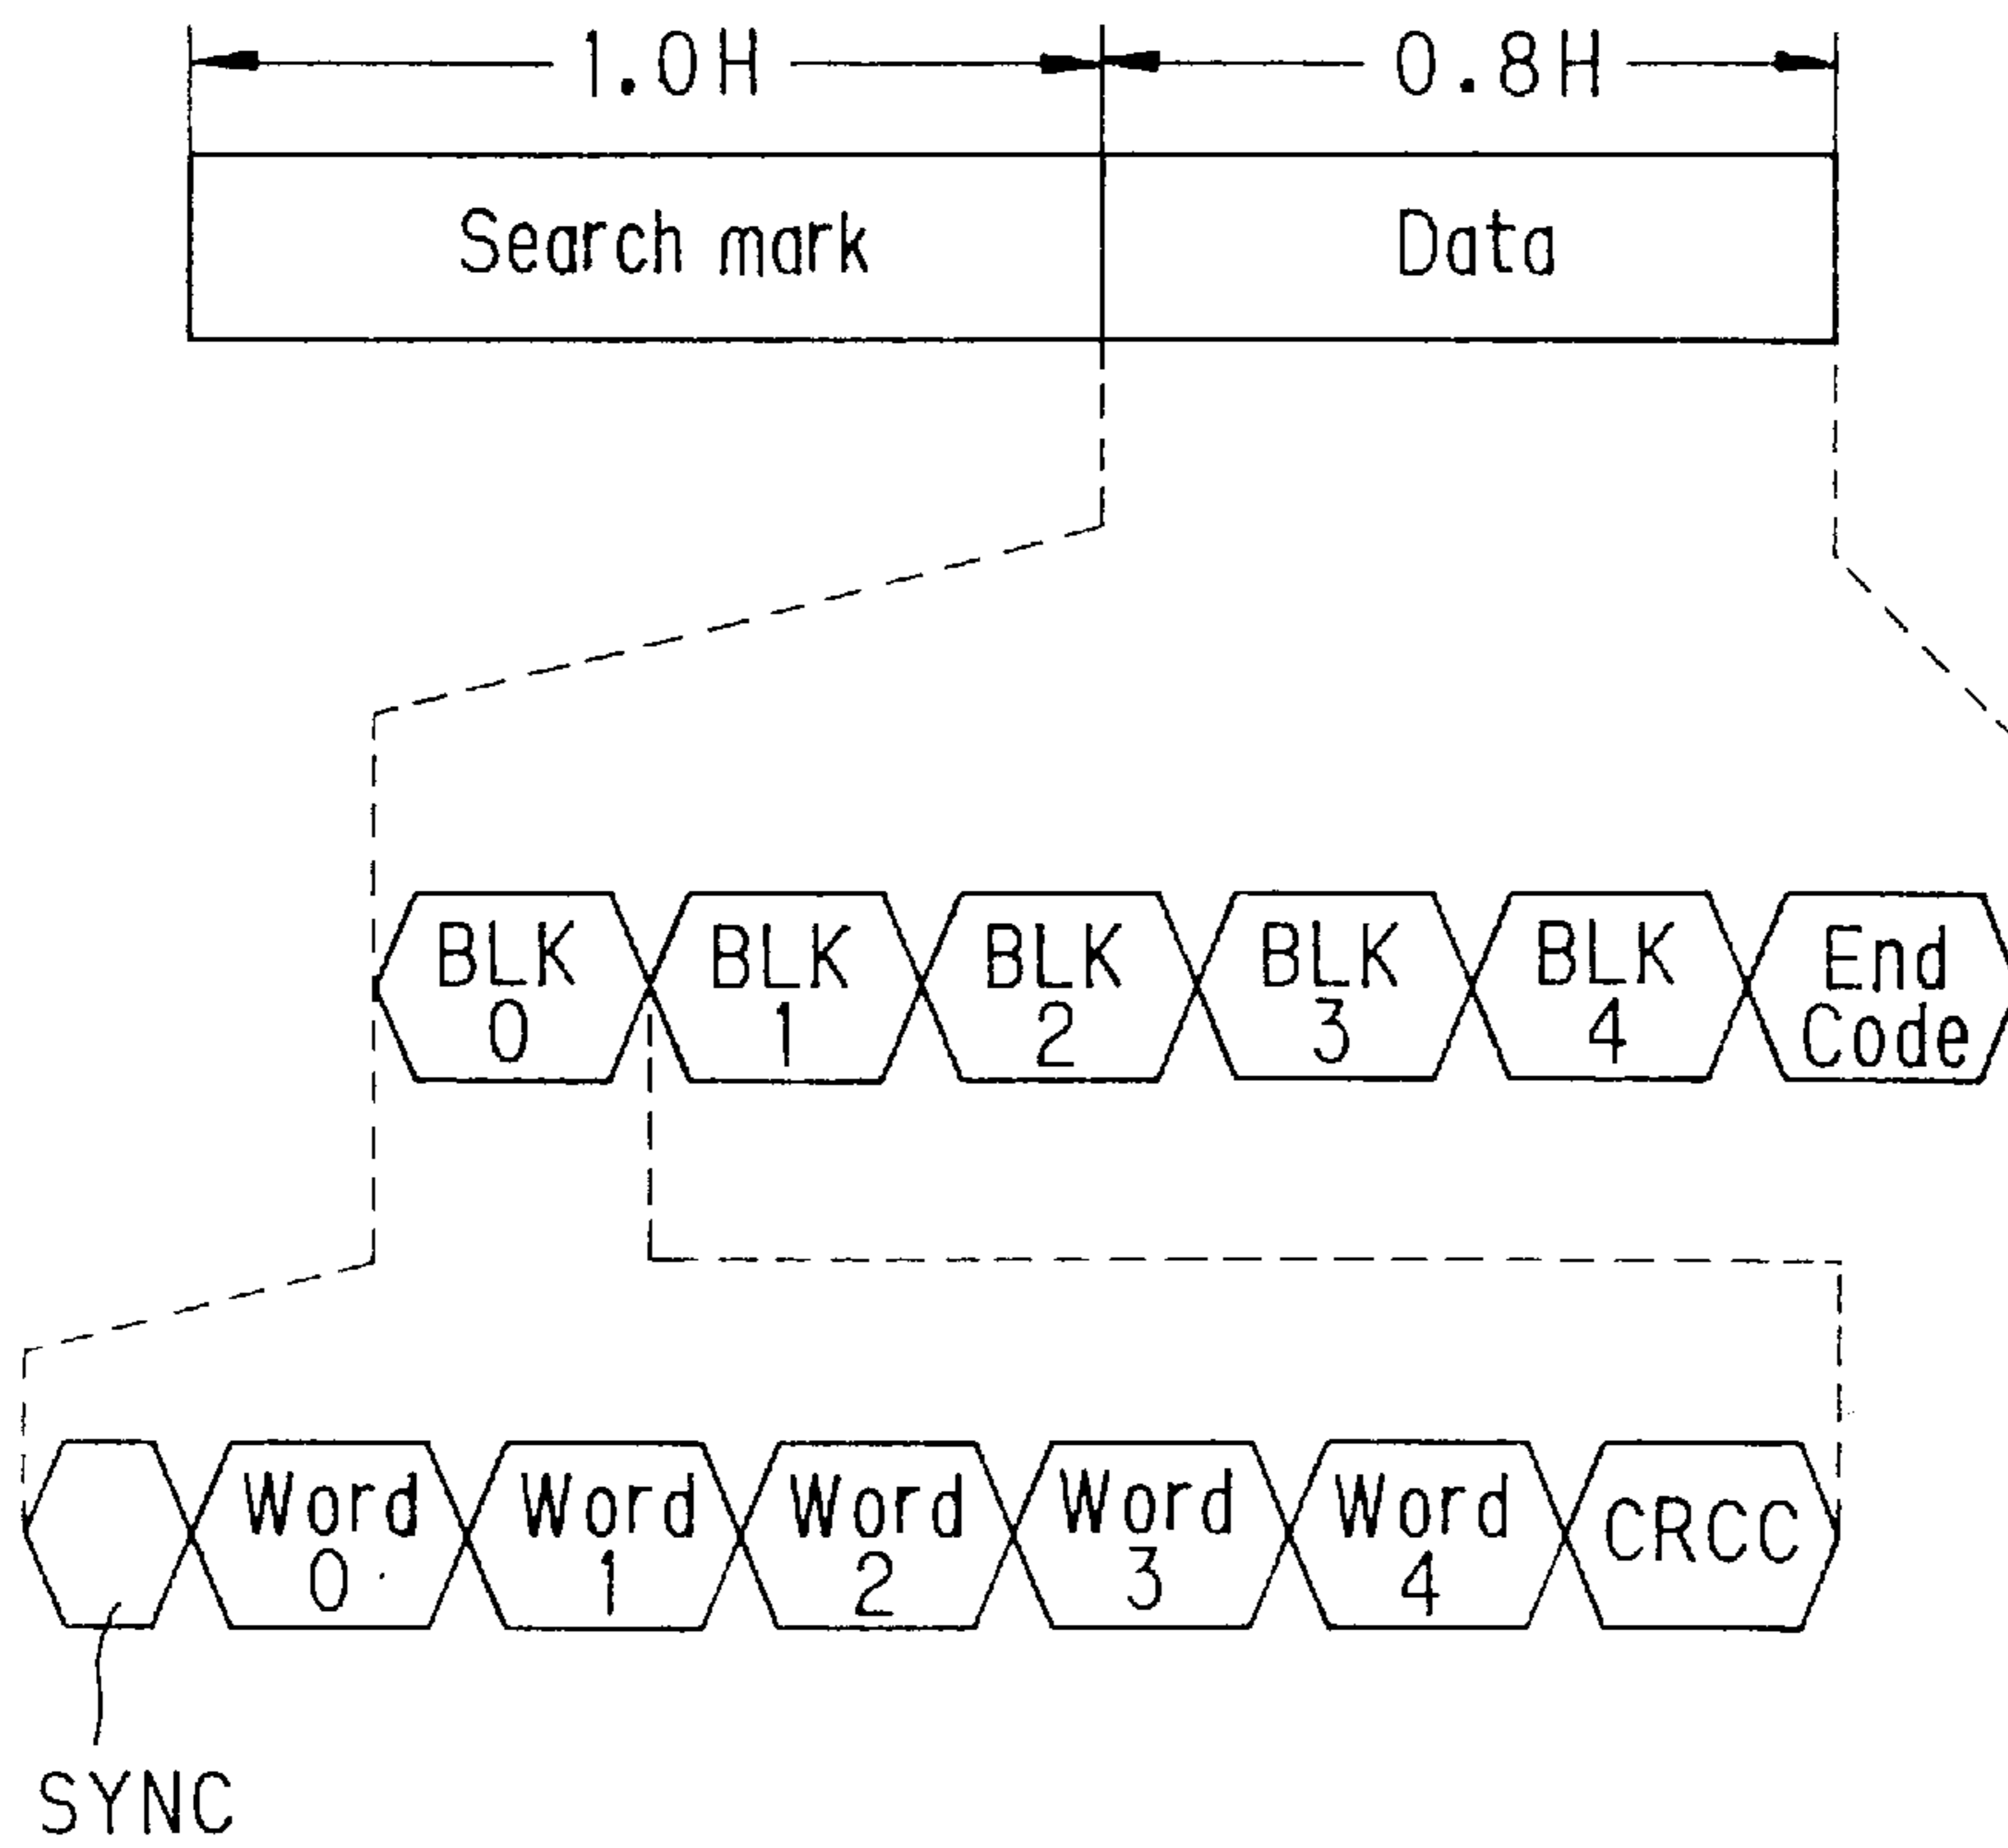 1.0H 0.8H
Search mark Data
BLK 0 BLK 1 BLK 2 BLK 3 BLK 4 End Code
Word 0 Word 1 Word 2 Word 3 Word 4 CRCC
SYNC